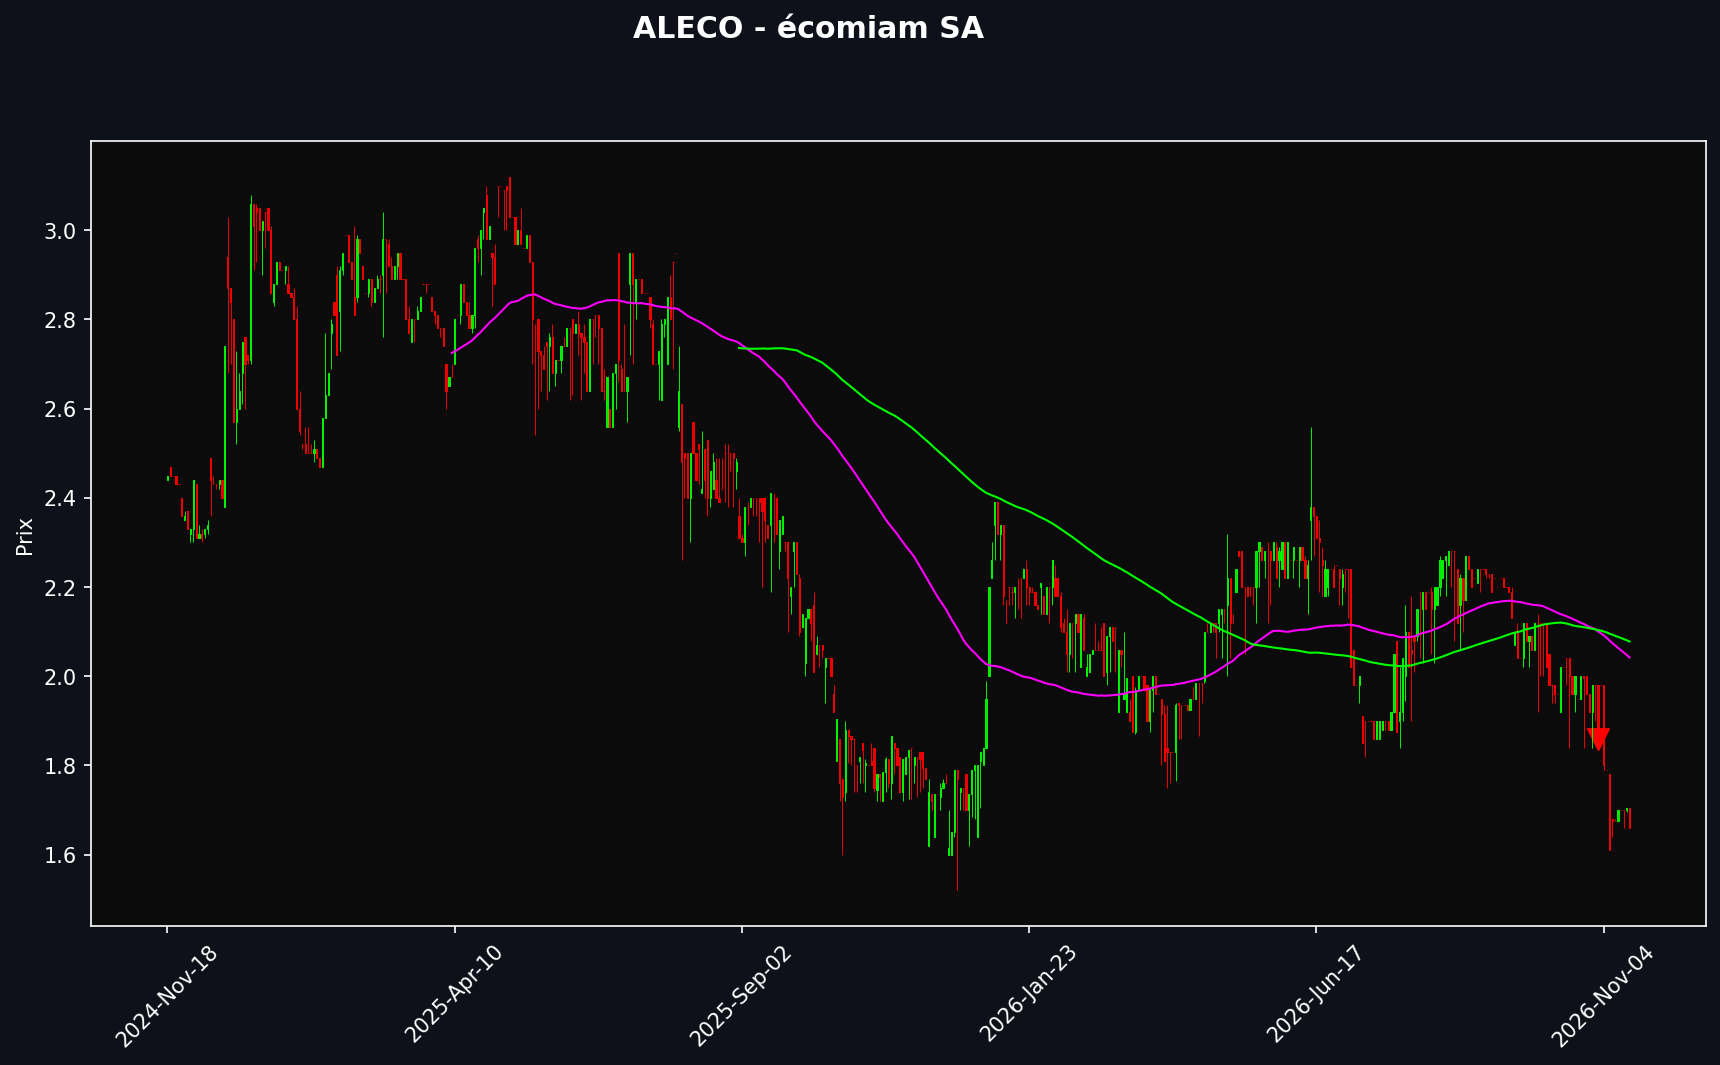 ALECO - écomiam SA
Prix
3.0
2.8
2.6
2.4
2.2
2.0
1.8
1.6
2024-Nov-18
2025-Apr-10
2025-Sep-02
2026-Jan-23
2026-Jun-17
2026-Nov-04